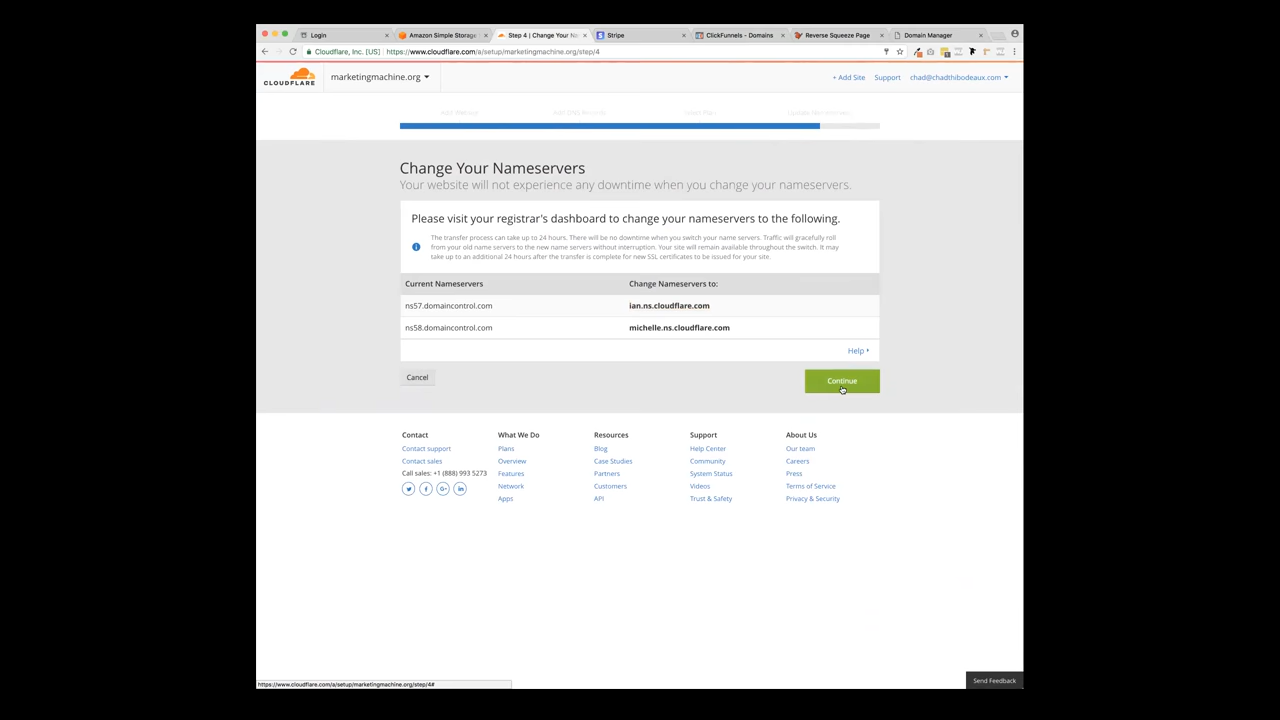 Login
Amazon Simple Storage
Step 4 | Change Your Na
Stripe
ClickFunnels - Domains
Reverse Squeeze Page
Domain Manager
Cloudflare, Inc. [US]
https://www.cloudflare.com/a/setup/marketingmachine.org/step/4
CLOUDFLARE
marketingmachine.org
+ Add Site
Support
chad@chadthibodeaux.com
Change Your Nameservers
Your website will not experience any downtime when you change your nameservers.
Please visit your registrar's dashboard to change your nameservers to the following.
The transfer process can take up to 24 hours. There will be no downtime when you switch your name servers. Traffic will gracefully roll
from your old name servers to the new name servers without interruption. Your site will remain available throughout the switch. It may
take up to an additional 24 hours after the transfer is complete for new SSL certificates to be issued for your site.
Current Nameservers
Change Nameservers to:
ns57.domaincontrol.com
ian.ns.cloudflare.com
ns58.domaincontrol.com
michelle.ns.cloudflare.com
Help
Cancel
Continue
Contact
Contact support
Contact sales
Call sales: +1 (888) 993 5273
What We Do
Plans
Overview
Features
Network
Apps
Resources
Blog
Case Studies
Partners
Customers
API
Support
Help Center
Community
System Status
Videos
Trust & Safety
About Us
Our team
Careers
Press
Terms of Service
Privacy & Security
https://www.cloudflare.com/a/setup/marketingmachine.org/step/4#
Send Feedback